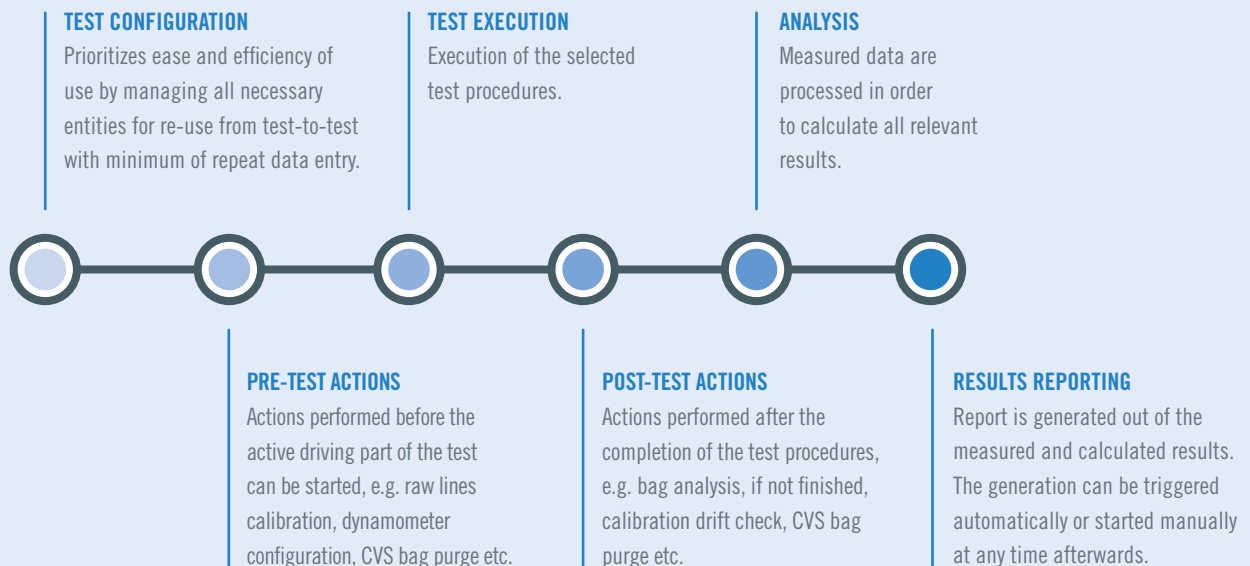 TEST CONFIGURATION
Prioritizes ease and efficiency of
use by managing all necessary
entities for re-use from test-to-test
with minimum of repeat data entry.
TEST EXECUTION
Execution of the selected
test procedures.
ANALYSIS
Measured data are
processed in order
to calculate all relevant
results.
PRE-TEST ACTIONS
Actions performed before the
active driving part of the test
can be started, e.g. raw lines
calibration, dynamometer
configuration, CVS bag purge etc.
POST-TEST ACTIONS
Actions performed after the
completion of the test procedures,
e.g. bag analysis, if not finished,
calibration drift check, CVS bag
purge etc.
RESULTS REPORTING
Report is generated out of the
measured and calculated results.
The generation can be triggered
automatically or started manually
at any time afterwards.